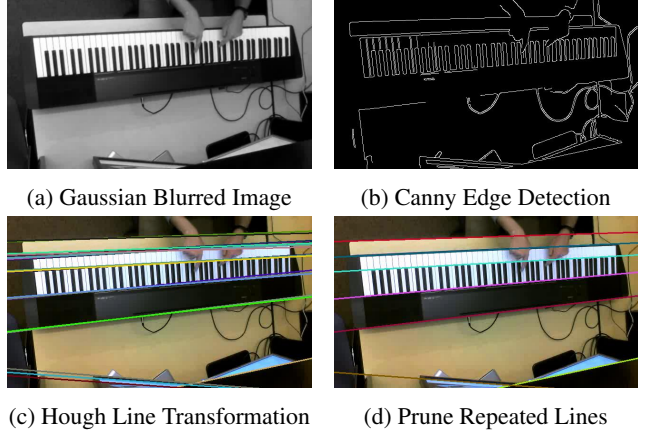 (a) Gaussian Blurred Image
(b) Canny Edge Detection
(c) Hough Line Transformation
(d) Prune Repeated Lines